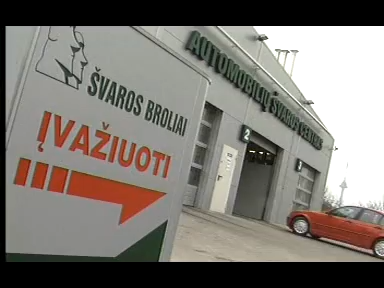 ŠVAROS BROLIAI
ĮVAŽIUOTI
AUTOMOBILIŲ ŠVAROS CENTRAS
2
3